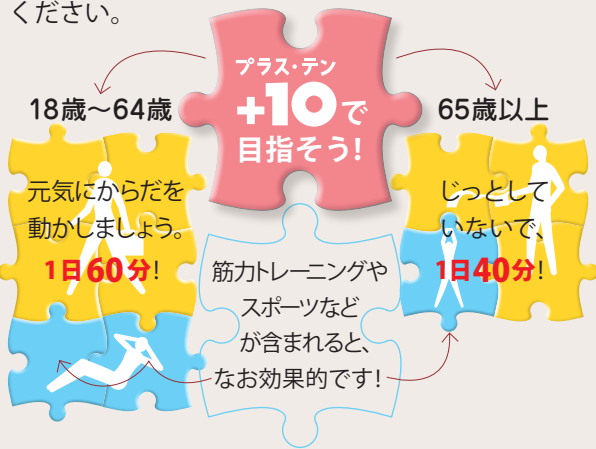 ください。
プラス・テン
+10で
目指そう!
18歳〜64歳
元気にからだを
動かしましょう。
1日60分!
65歳以上
じっとして
いないで、
1日40分!
筋力トレーニングや
スポーツなど
が含まれると、
なお効果的です!